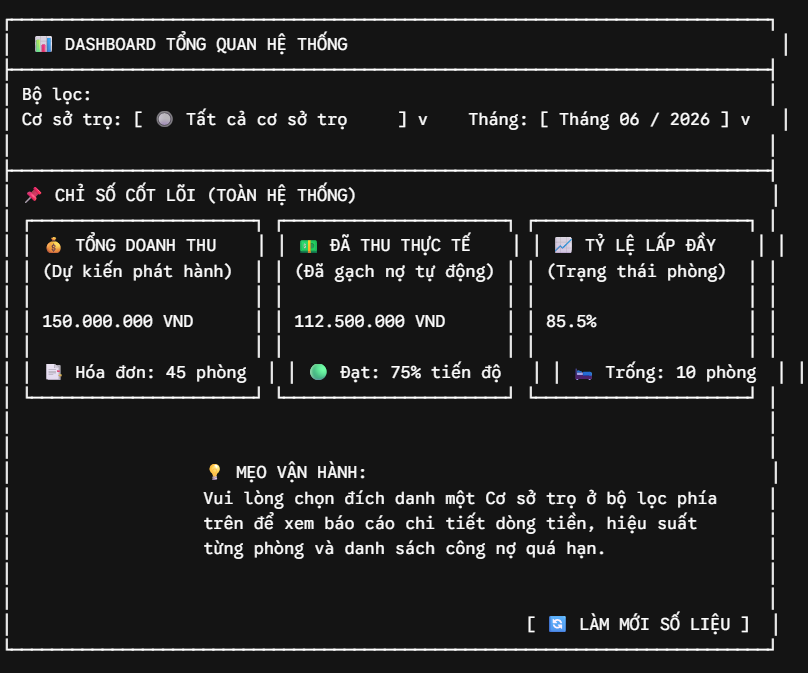 📊 DASHBOARD TỔNG QUAN HỆ THỐNG
Bộ lọc:
Cơ sở trọ: [ 🔘 Tất cả cơ sở trọ ] v Tháng: [ Tháng 06 / 2026 ] v
📌 CHỈ SỐ CỐT LÕI (TOÀN HỆ THỐNG)
💰 TỔNG DOANH THU 💵 ĐÃ THU THỰC TẾ 📈 TỶ LỆ LẤP ĐẦY
(Dự kiến phát hành) (Đã gạch nợ tự động) (Trạng thái phòng)
150.000.000 VND 112.500.000 VND 85.5%
📑 Hóa đơn: 45 phòng 🟢 Đạt: 75% tiến độ 🛏️ Trống: 10 phòng
💡 MẸO VẬN HÀNH:
Vui lòng chọn đích danh một Cơ sở trọ ở bộ lọc phía
trên để xem báo cáo chi tiết dòng tiền, hiệu suất
từng phòng và danh sách công nợ quá hạn.
[ 🔄 LÀM MỚI SỐ LIỆU ]